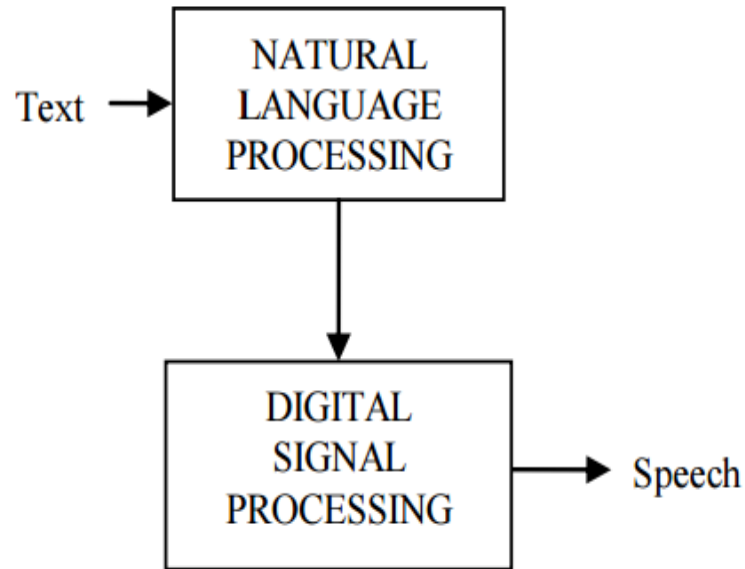 Text
NATURAL
LANGUAGE
PROCESSING
DIGITAL
SIGNAL
PROCESSING
Speech